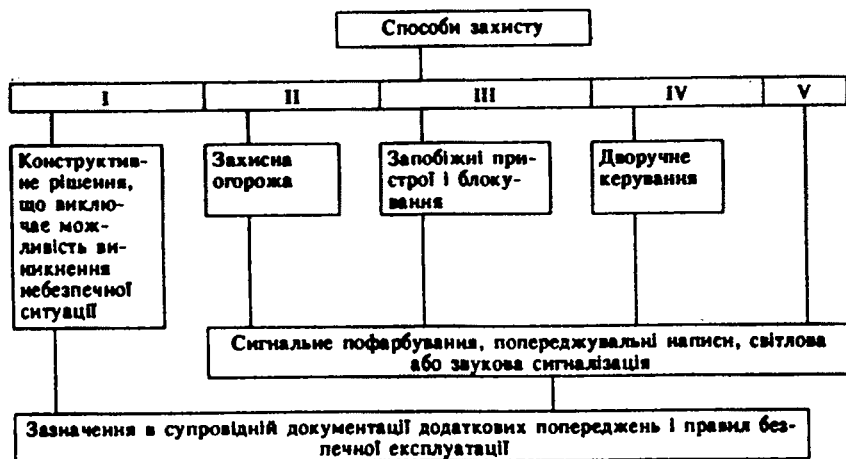 Способи захисту
I II III IV V
Конструктив-
не рішення,
що виклю-
чає мож-
ливість ви-
никнення
небезпечної
ситуації
Захисна
огорожа
Запобіжні при-
строї і блоку-
вання
Дворучне
керування
Сигнальне пофарбування, попереджувальні написи, світлова
або звукова сигналізація
Зазначення в супровідній документації додаткових попереджень і правил без-
печної експлуатації